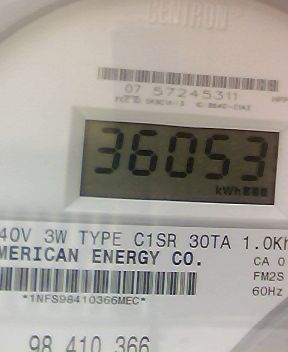 CENTRON
07 57245311
36053
kWh
40V 3W TYPE C1SR 30TA 1.0Kh
MERICAN ENERGY CO.
CA 0
FM2S
60Hz
*1NFS98410366MEC*
98 410 366